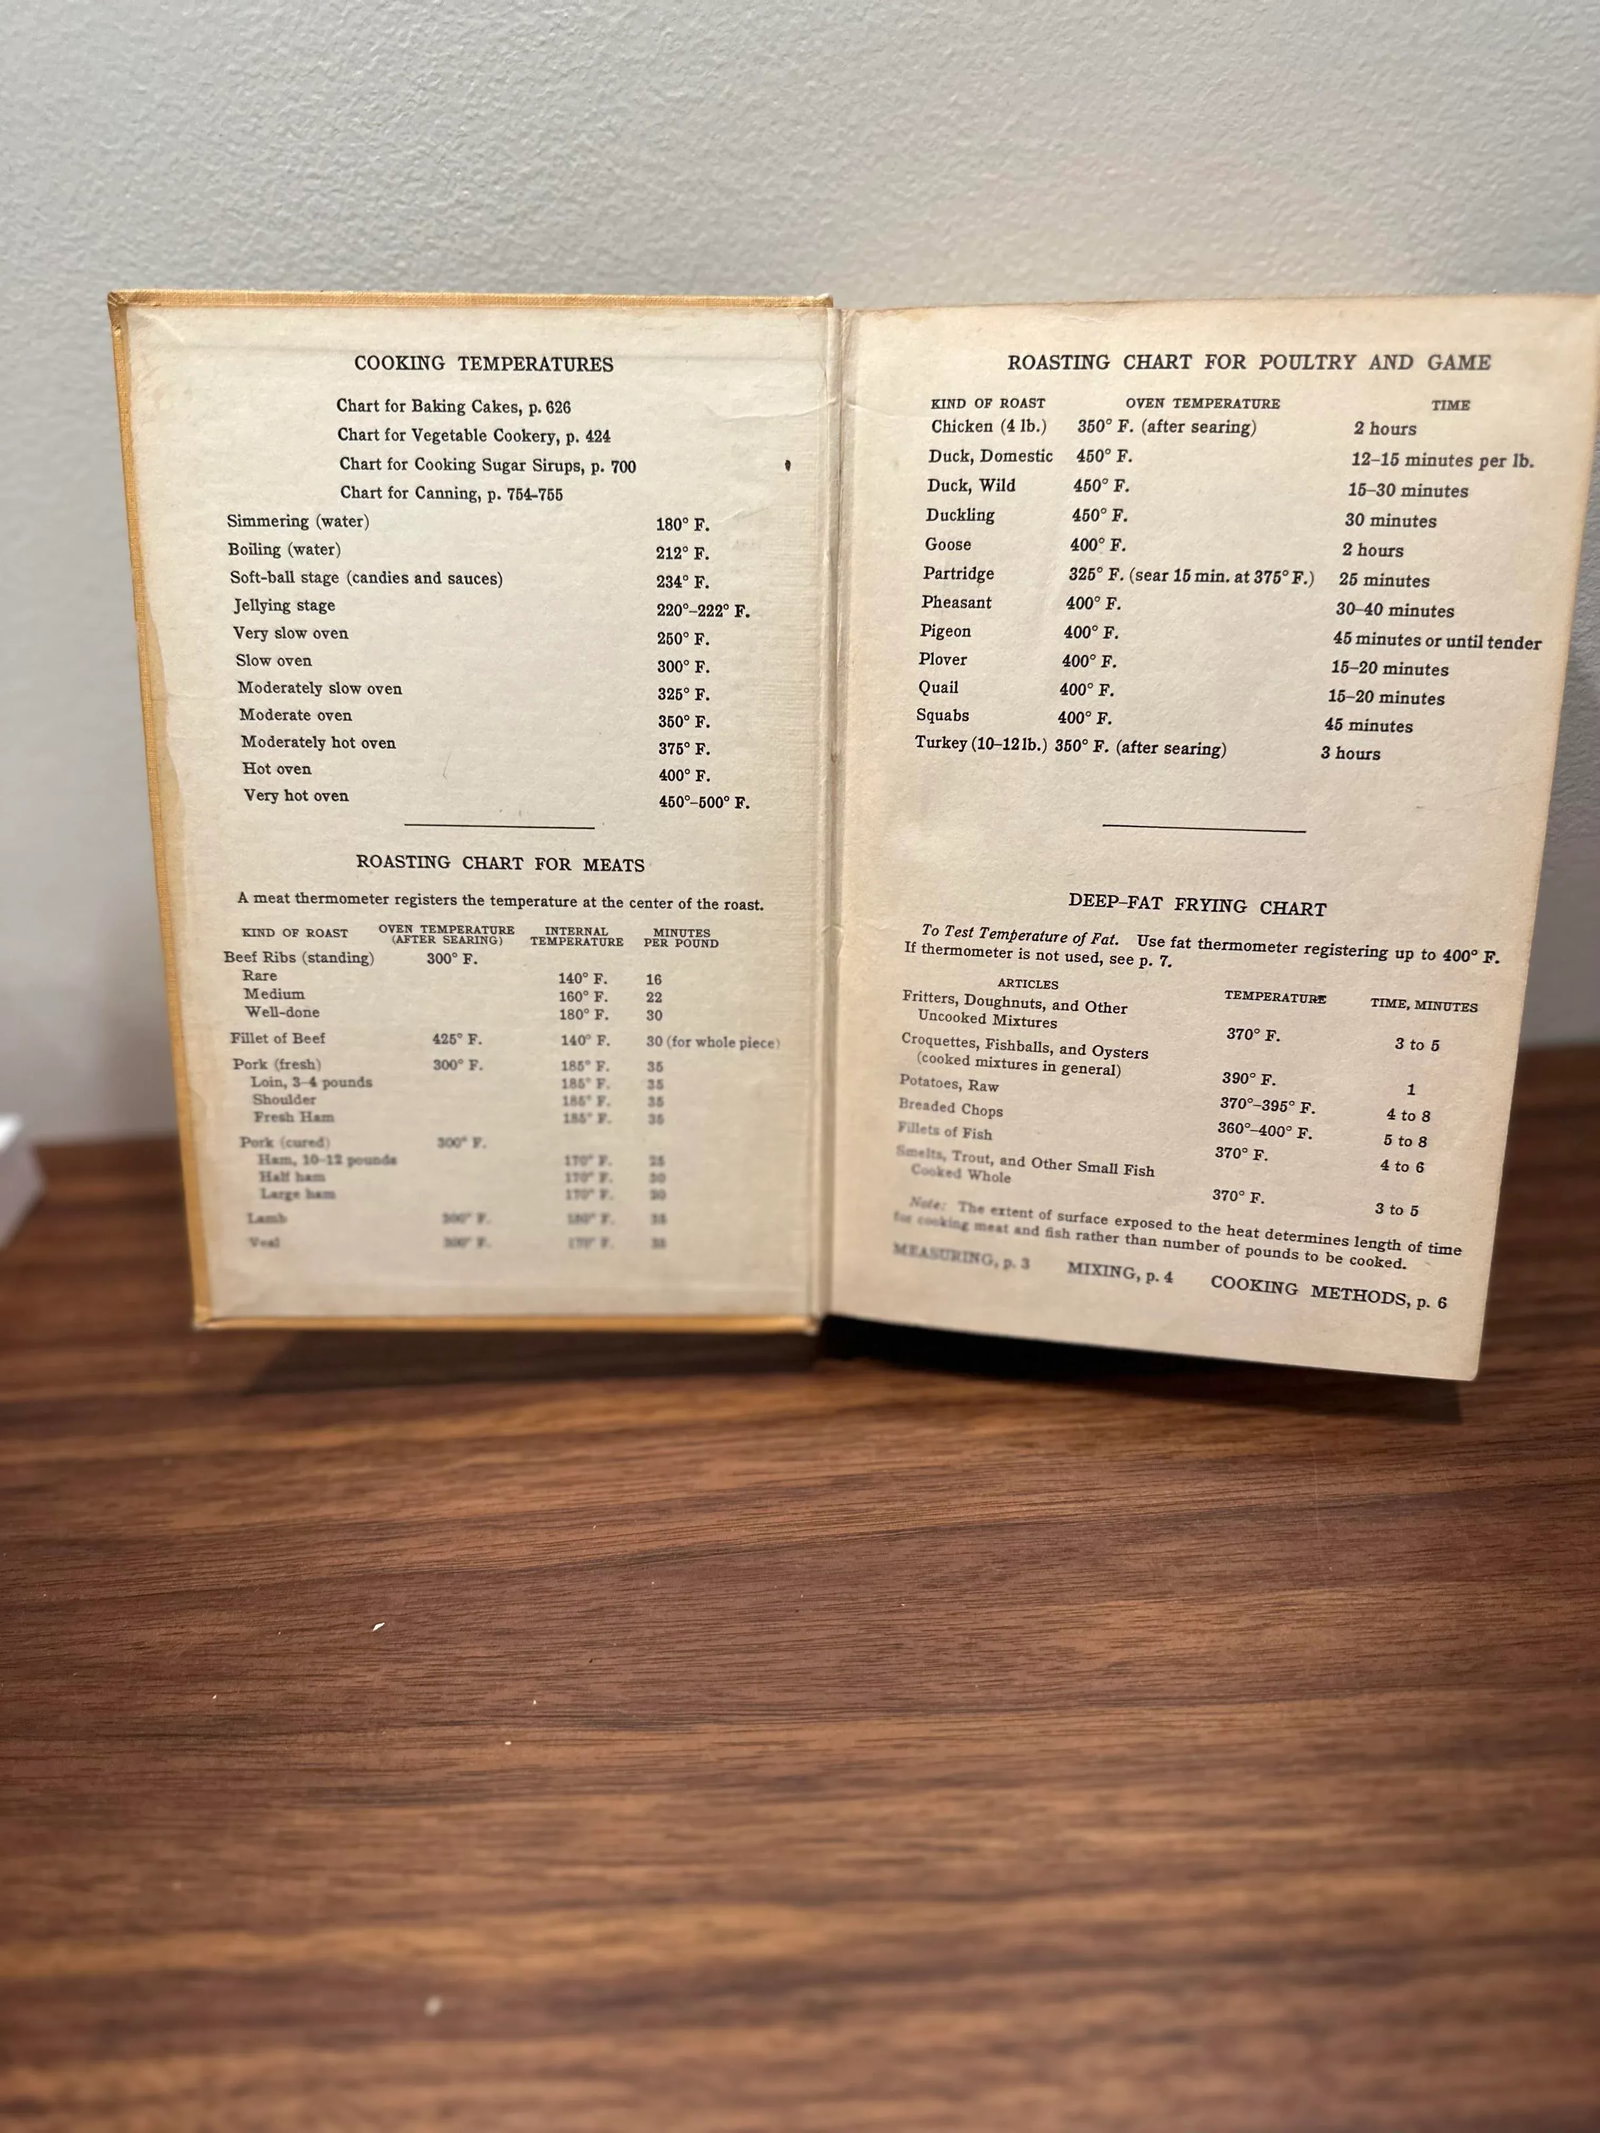 COOKING TEMPERATURES
Chart for Baking Cakes, p. 626
Chart for Vegetable Cookery, p. 424
Chart for Cooking Sugar Sirups, p. 700
Chart for Canning, p. 754-755
Simmering (water) 180° F.
Boiling (water) 212° F.
Soft-ball stage (candies and sauces) 234° F.
Jellying stage 220°-222° F.
Very slow oven 250° F.
Slow oven 300° F.
Moderately slow oven 325° F.
Moderate oven 350° F.
Moderately hot oven 375° F.
Hot oven 400° F.
Very hot oven 450°-500° F.
ROASTING CHART FOR MEATS
A meat thermometer registers the temperature at the center of the roast.
KIND OF ROAST OVEN TEMPERATURE (AFTER SEARING) INTERNAL TEMPERATURE MINUTES PER POUND
Beef Ribs (standing) 300° F.
Rare 140° F. 16
Medium 160° F. 22
Well-done 180° F. 30
Fillet of Beef 425° F. 140° F. 30 (for whole piece)
Pork (fresh) 300° F. 185° F. 35
Loin, 3-4 pounds 185° F. 35
Shoulder 185° F. 35
Fresh Ham 185° F. 35
Pork (cured) 300° F.
Ham, 10-12 pounds 170° F. 25
Half ham 170° F. 30
Large ham 170° F. 20
Lamb 300° F. 180° F. 35
Veal 300° F. 170° F. 35
ROASTING CHART FOR POULTRY AND GAME
KIND OF ROAST OVEN TEMPERATURE TIME
Chicken (4 lb.) 350° F. (after searing) 2 hours
Duck, Domestic 450° F. 12-15 minutes per lb.
Duck, Wild 450° F. 15-30 minutes
Duckling 450° F. 30 minutes
Goose 400° F. 2 hours
Partridge 325° F. (sear 15 min. at 375° F.) 25 minutes
Pheasant 400° F. 30-40 minutes
Pigeon 400° F. 45 minutes or until tender
Plover 400° F. 15-20 minutes
Quail 400° F. 15-20 minutes
Squabs 400° F. 45 minutes
Turkey (10-12 lb.) 350° F. (after searing) 3 hours
DEEP-FAT FRYING CHART
To Test Temperature of Fat. Use fat thermometer registering up to 400° F.
If thermometer is not used, see p. 7.
ARTICLES TEMPERATURE TIME, MINUTES
Fritters, Doughnuts, and Other
Uncooked Mixtures 370° F. 3 to 5
Croquettes, Fishballs, and Oysters
(cooked mixtures in general) 390° F. 1
Potatoes, Raw 370°-395° F. 4 to 8
Breaded Chops 360°-400° F. 5 to 8
Fillets of Fish 370° F. 4 to 6
Smelts, Trout, and Other Small Fish
Cooked Whole 370° F. 3 to 5
Note: The extent of surface exposed to the heat determines length of time
for cooking meat and fish rather than number of pounds to be cooked.
MEASURING, p. 3 MIXING, p. 4 COOKING METHODS, p. 6